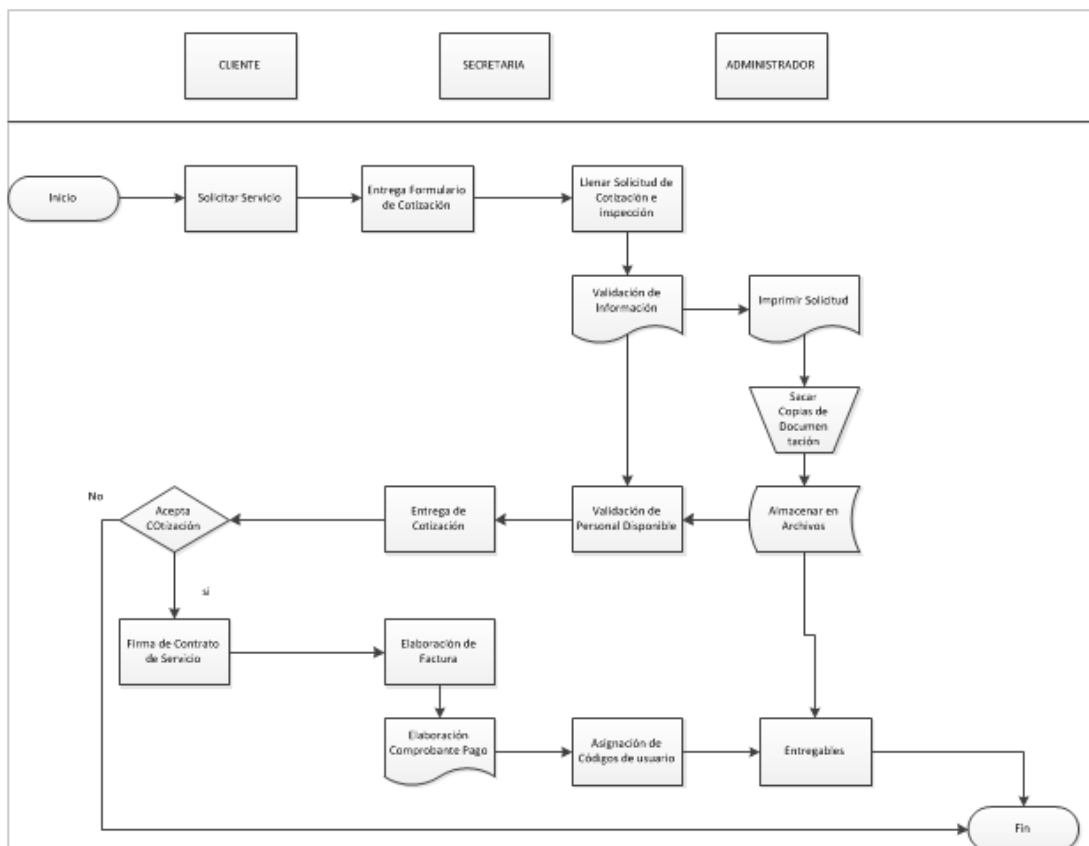 CLIENTE
SECRETARIA
ADMINISTRADOR
Inicio
Solicitar Servicio
Entrega Formulario
de Cotización
Llenar Solicitud de
Cotización e
inspección
Validación de
Información
Imprimir Solicitud
Sacar
Copias de
Documen
tación
No
Acepta
COtización
Entrega de
Cotización
Validación de
Personal Disponible
Almacenar en
Archivos
si
Firma de Contrato
de Servicio
Elaboración de
Factura
Elaboración
Comprobante Pago
Asignación de
Códigos de usuario
Entregables
Fin